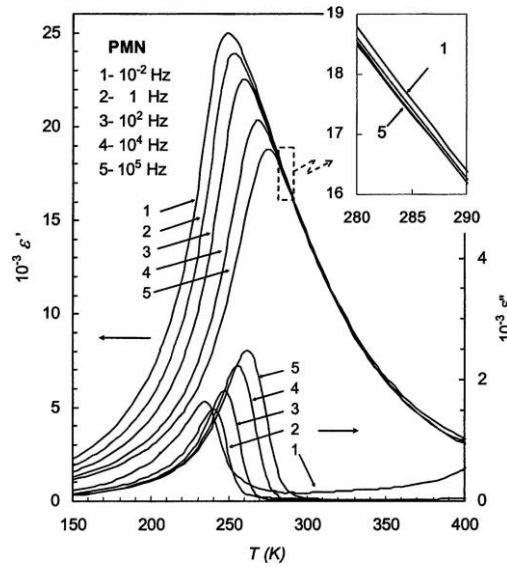 PMN
1- 10⁻² Hz
2- 1 Hz
3- 10² Hz
4- 10⁴ Hz
5- 10⁵ Hz
25
20
15
10
5
0
10⁻³ ε'
1
2
3
4
5
19
18
17
16
280 285 290
1
5
4
2
0
10⁻³ ε"
5
4
3
2
1
150 200 250 300 350 400
T (K)